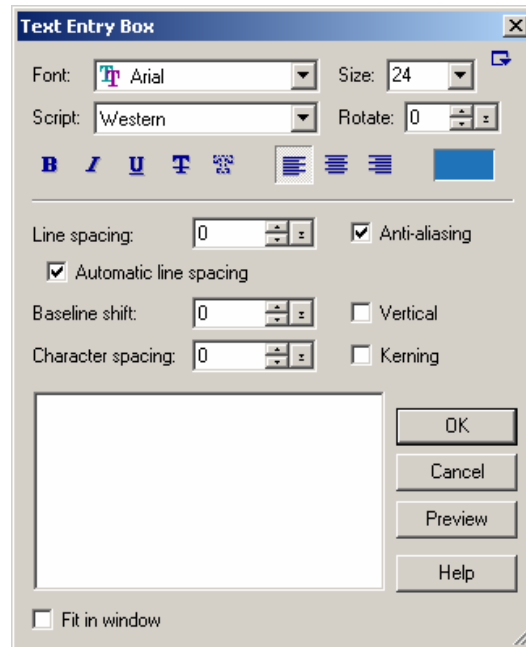 Text Entry Box
Font: Arial Size: 24
Script: Western Rotate: 0
B I U T T
Line spacing: 0 Anti-aliasing
Automatic line spacing
Baseline shift: 0 Vertical
Character spacing: 0 Kerning
OK
Cancel
Preview
Help
Fit in window